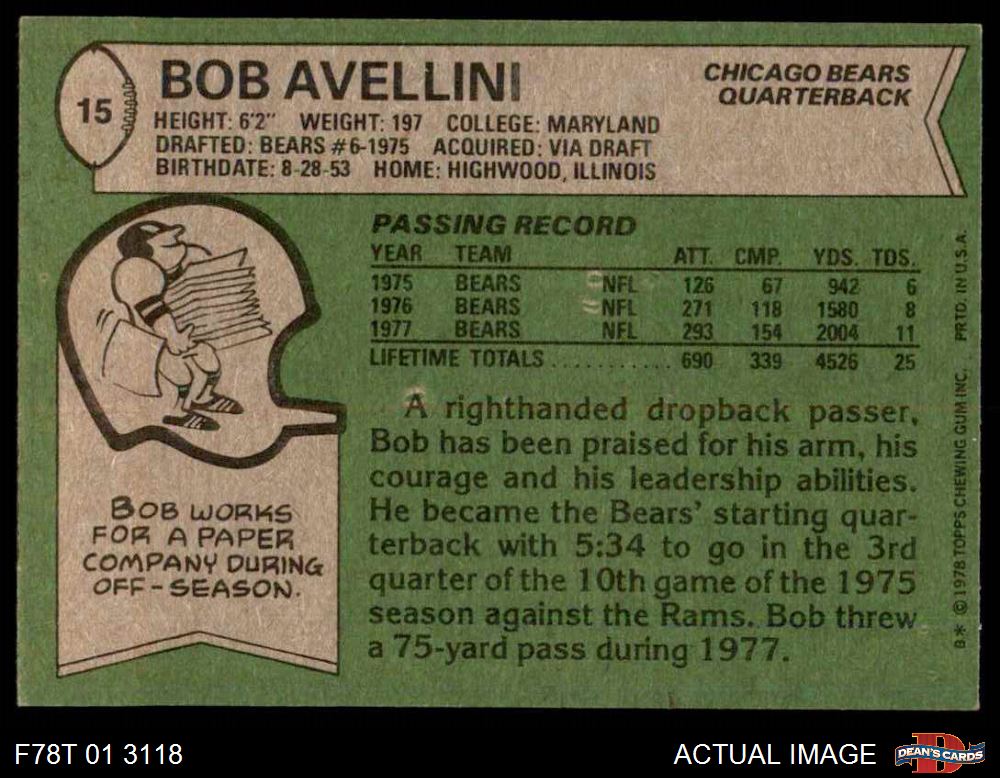 15
BOB AVELLINI
CHICAGO BEARS
QUARTERBACK
HEIGHT: 6'2" WEIGHT: 197 COLLEGE: MARYLAND
DRAFTED: BEARS #6-1975 ACQUIRED: VIA DRAFT
BIRTHDATE: 8-28-53 HOME: HIGHWOOD, ILLINOIS
PASSING RECORD
YEAR TEAM ATT. CMP. YDS. TDS.
1975 BEARS NFL 126 67 942 6
1976 BEARS NFL 271 118 1580 8
1977 BEARS NFL 293 154 2004 11
LIFETIME TOTALS ........... 690 339 4526 25
A righthanded dropback passer,
Bob has been praised for his arm, his
courage and his leadership abilities.
He became the Bears' starting quar-
terback with 5:34 to go in the 3rd
quarter of the 10th game of the 1975
season against the Rams. Bob threw
a 75-yard pass during 1977.
BOB WORKS
FOR A PAPER
COMPANY DURING
OFF-SEASON.
B* © 1978 TOPPS CHEWING GUM INC. PRTD. IN U.S.A.
F78T 01 3118
ACTUAL IMAGE
D
DEAN'S CARDS